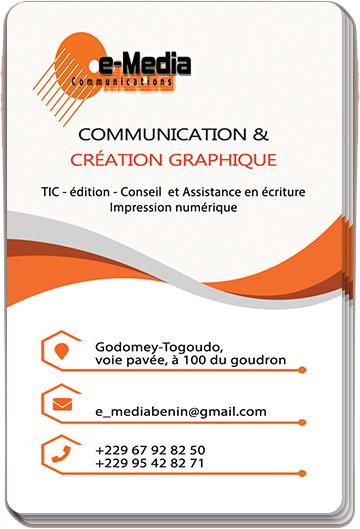 e-Media
Communications
COMMUNICATION &
CRÉATION GRAPHIQUE
TIC - édition - Conseil et Assistance en écriture
Impression numérique
Godomey-Togoudo,
voie pavée, à 100 du goudron
e_mediabenin@gmail.com
+229 67 92 82 50
+229 95 42 82 71